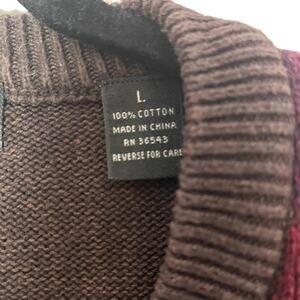 L
100% COTTON
MADE IN CHINA
RN 36543
REVERSE FOR CARE